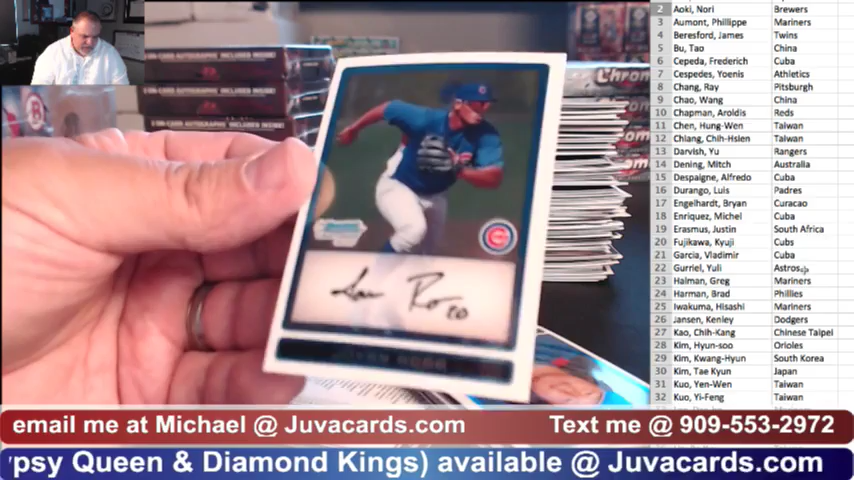 2 Aoki, Nori Brewers
3 Aumont, Phillippe Mariners
4 Beresford, James Twins
5 Bu, Tao China
6 Cepeda, Frederich Cuba
7 Cespedes, Yoenis Athletics
8 Chang, Ray Pitsburgh
9 Chao, Wang China
10 Chapman, Aroldis Reds
11 Chen, Hung-Wen Taiwan
12 Chiang, Chih-Hsien Taiwan
13 Darvish, Yu Rangers
14 Dening, Mitch Australia
15 Despaigne, Alfredo Cuba
16 Durango, Luis Padres
17 Engelhardt, Bryan Curacao
18 Enriquez, Michel Cuba
19 Erasmus, Justin South Africa
20 Fujikawa, Kyuji Cubs
21 Garcia, Vladimir Cuba
22 Gurriel, Yuli Astros
23 Halman, Greg Mariners
24 Harman, Brad Phillies
25 Iwakuma, Hisashi Mariners
26 Jansen, Kenley Dodgers
27 Kao, Chih-Kang Chinese Taipei
28 Kim, Hyun-soo Orioles
29 Kim, Kwang-Hyun South Korea
30 Kim, Tae Kyun Japan
31 Kuo, Yen-Wen Taiwan
32 Kuo, Yi-Feng Taiwan
Chrom
email me at Michael @ Juvacards.com Text me @ 909-553-2972
psy Queen & Diamond Kings) available @ Juvacards.com